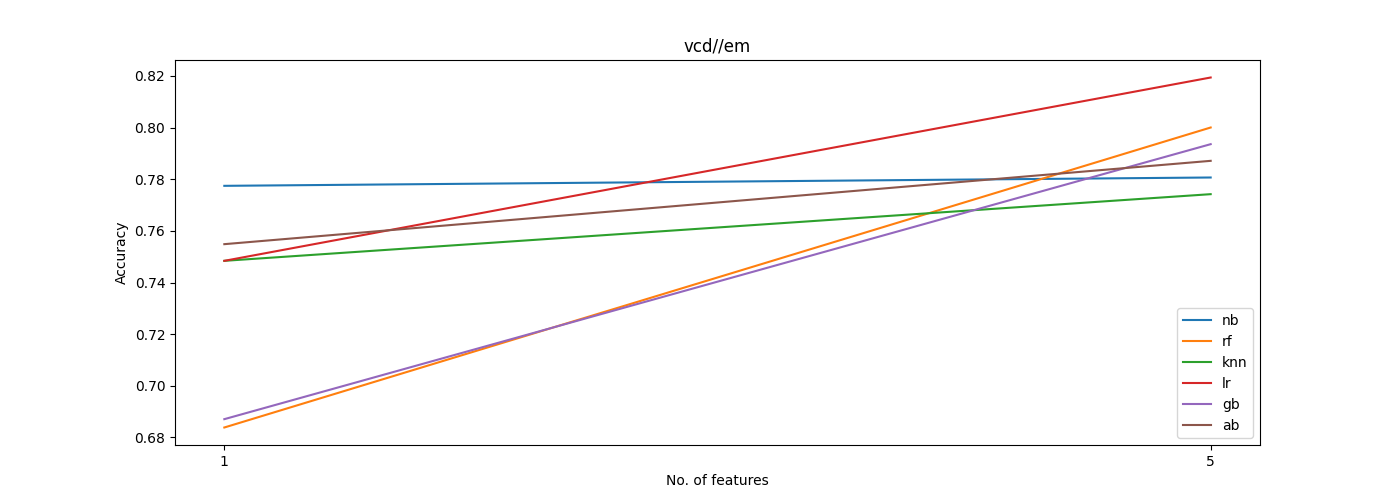 vcd//em
Accuracy
0.82
0.80
0.78
0.76
0.74
0.72
0.70
0.68
1
5
No. of features
nb
rf
knn
lr
gb
ab